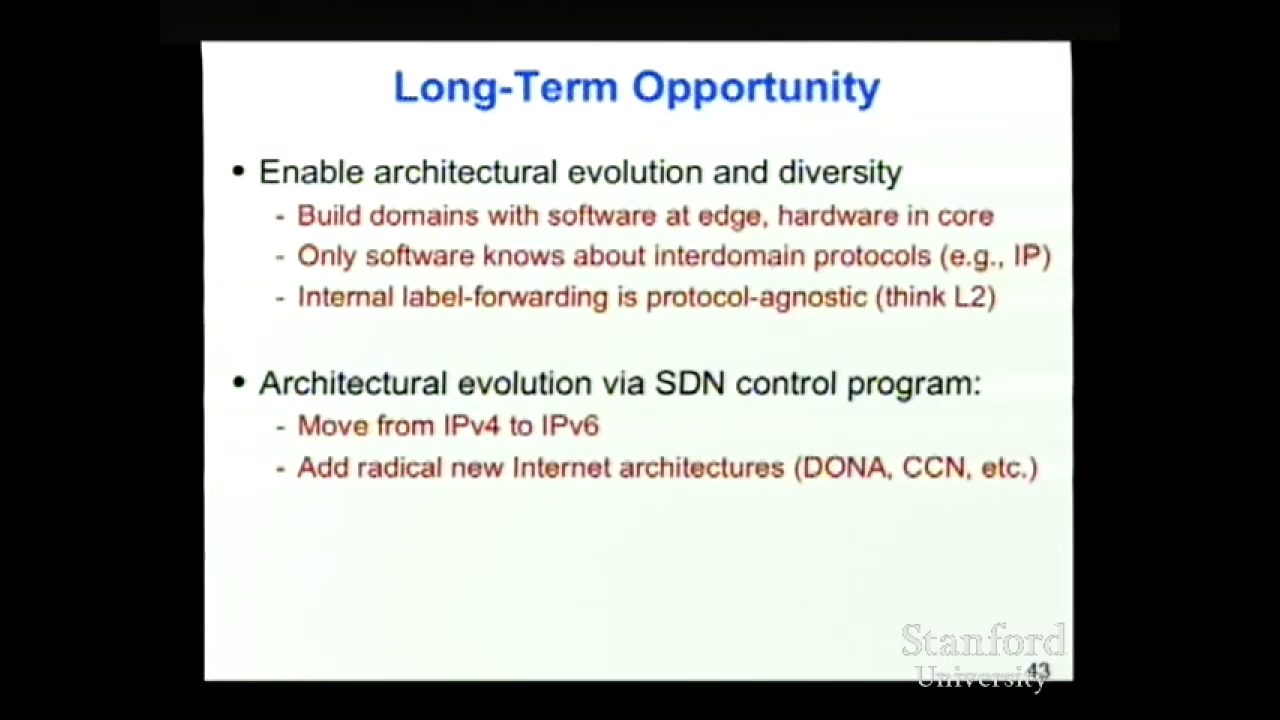 Long-Term Opportunity
• Enable architectural evolution and diversity
- Build domains with software at edge, hardware in core
- Only software knows about interdomain protocols (e.g., IP)
- Internal label-forwarding is protocol-agnostic (think L2)
• Architectural evolution via SDN control program:
- Move from IPv4 to IPv6
- Add radical new Internet architectures (DONA, CCN, etc.)
Stanford
University
43